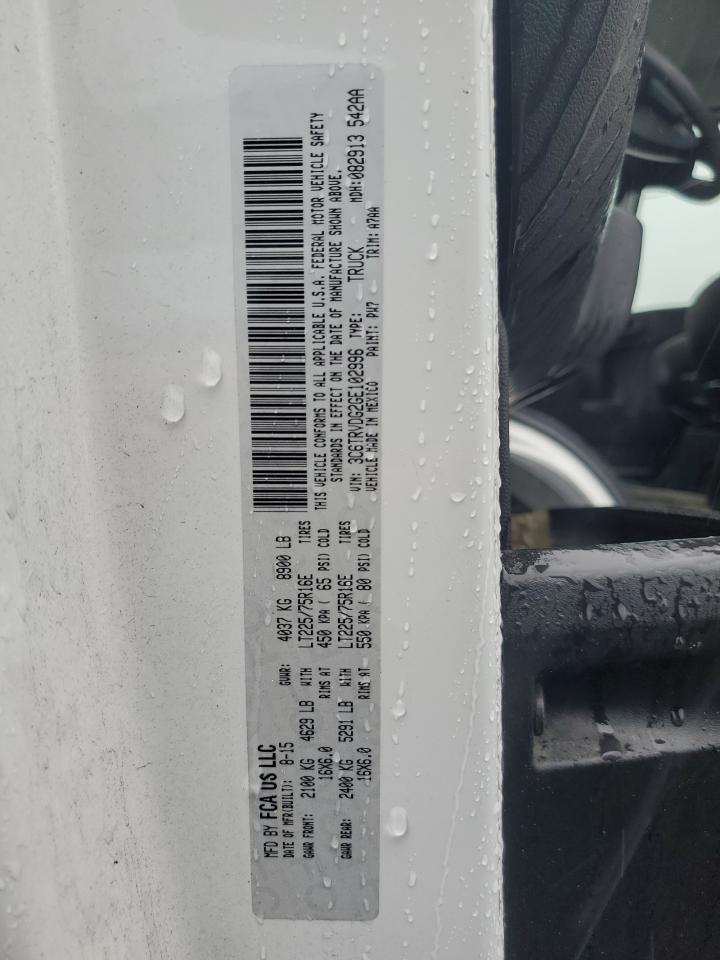 MFD BY FCA US LLC
DATE OF MFR(BUILT): 8-15 GVWR: 4037 KG 8900 LB
GAWR FRONT: 2100 KG 4629 LB WITH LT225/75R16E TIRES
16X6.0 RIMS AT 450 KPA ( 65 PSI) COLD
GAWR REAR: 2400 KG 5291 LB WITH LT225/75R16E TIRES
16X6.0 RIMS AT 550 KPA ( 80 PSI) COLD
THIS VEHICLE CONFORMS TO ALL APPLICABLE U.S.A. FEDERAL MOTOR VEHICLE SAFETY
STANDARDS IN EFFECT ON THE DATE OF MANUFACTURE SHOWN ABOVE.
VIN: 3C6TRVDG2GE102996 TYPE: TRUCK MDH:082913 542AA
VEHICLE MADE IN MEXICO PAINT: PW7 TRIM: A7AA